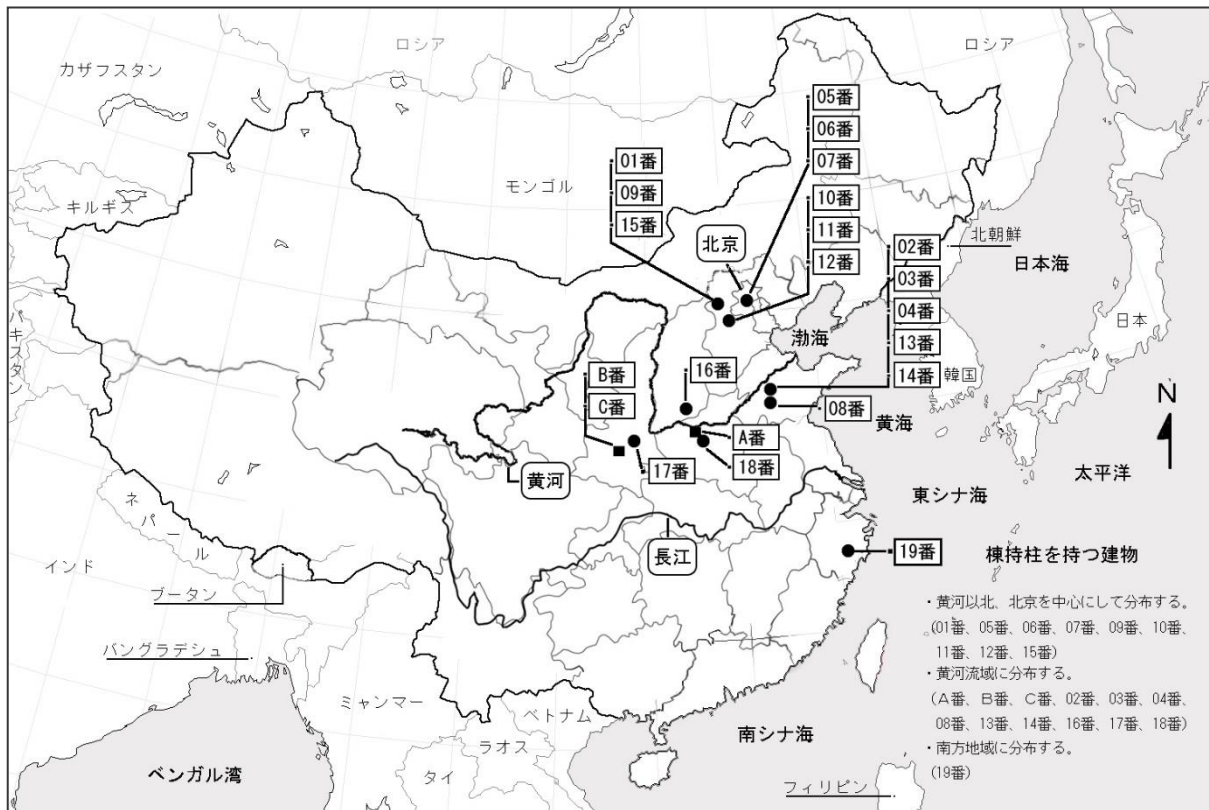 ロシア
ロシア
カザフスタン
05番
06番
07番
01番
09番
15番
モンゴル
キルギス
10番
11番
12番
北京
02番
03番
04番
13番
14番
北朝鮮
日本海
日本
パキスタン
渤海
韓国
B番
C番
16番
08番
黄海
N
A番
18番
17番
黄河
太平洋
東シナ海
ネパール
長江
19番
棟持柱を持つ建物
インド
ブータン
・黄河以北、北京を中心にして分布する。
(01番、05番、06番、07番、09番、10番、
11番、12番、15番)
・黄河流域に分布する。
(A番、B番、C番、02番、03番、04番、
08番、13番、14番、16番、17番、18番)
・南方地域に分布する。
(19番)
バングラデシュ
ミャンマー
ベトナム
ラオス
タイ
南シナ海
ベンガル湾
フィリピン